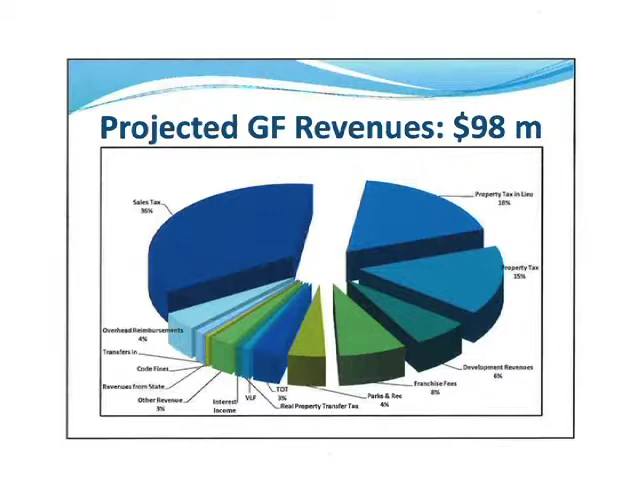 Projected GF Revenues: $98 m
Sales Tax
36%
Property Tax in Lieu
18%
Property Tax
15%
Overhead Reimbursements
4%
Transfers In
Code Fines
Revenues from State
Other Revenue
3%
Interest
Income
VLF
TOT
3%
Real Property Transfer Tax
Parks & Rec
4%
Franchise Fees
8%
Development Revenues
6%